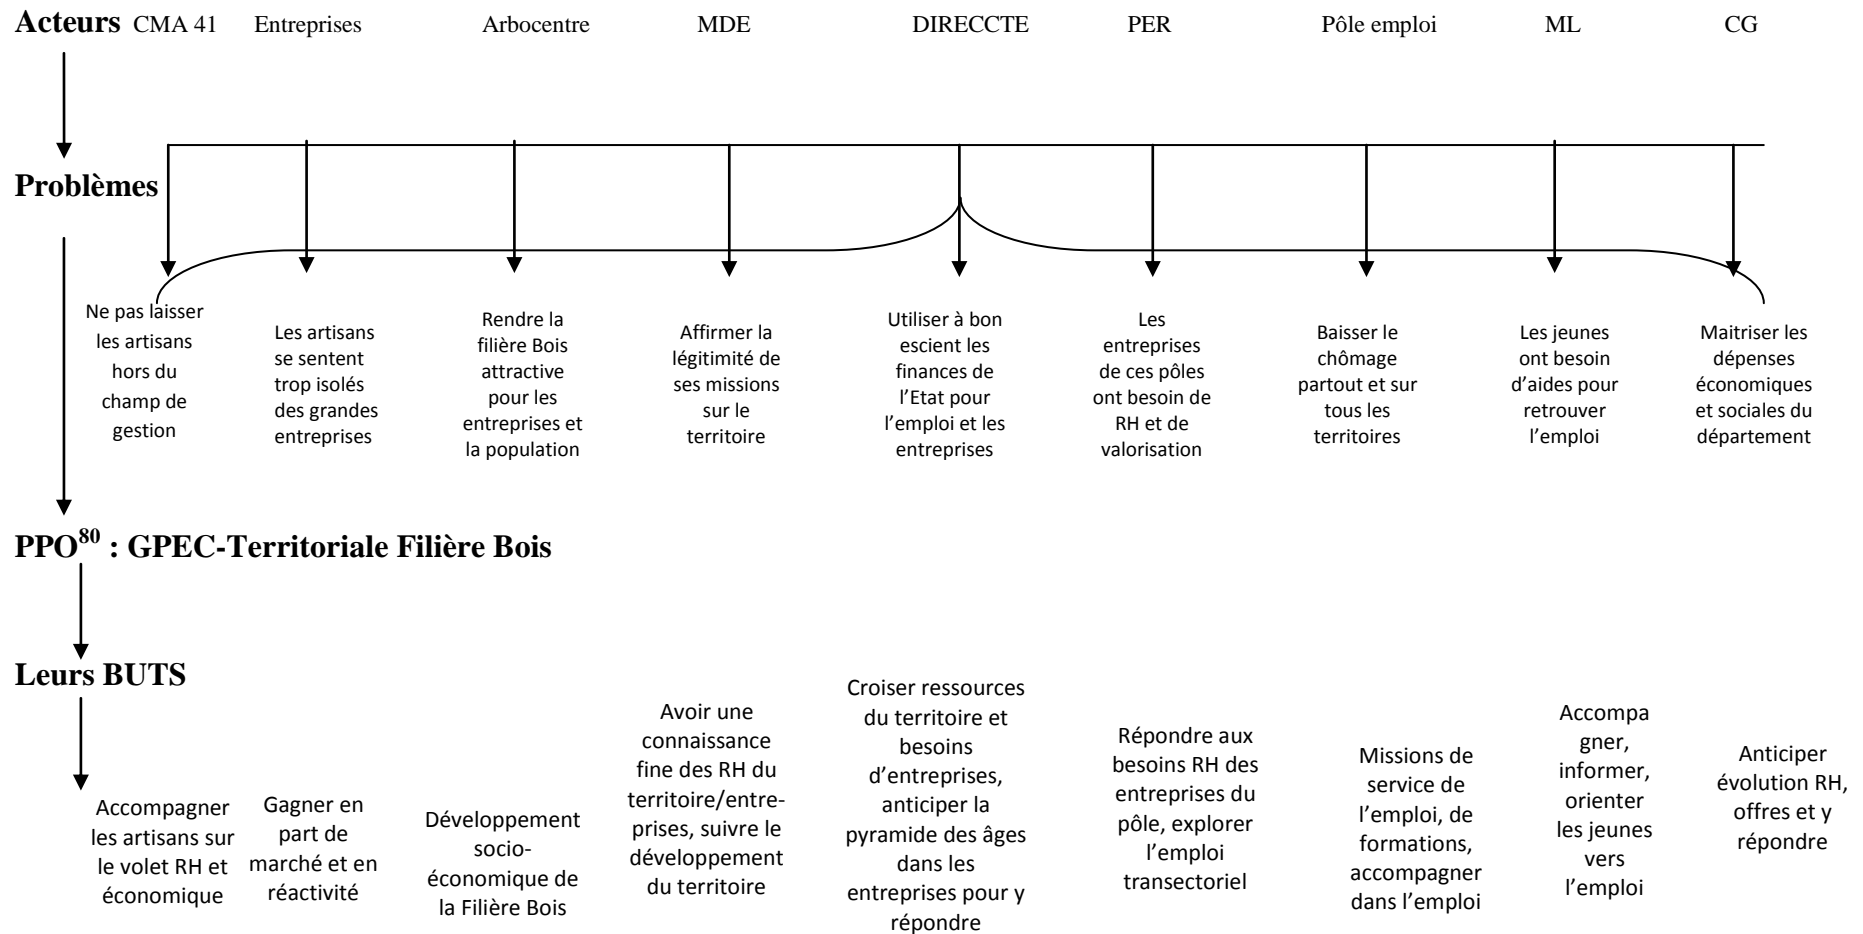 Acteurs CMA 41 Entreprises Arbocentre MDE DIRECCTE PER Pôle emploi ML CG
Problèmes
Ne pas laisser
les artisans
hors du
champ de
gestion
Les artisans
se sentent
trop isolés
des grandes
entreprises
Rendre la
filière Bois
attractive
pour les
entreprises et
la population
Affirmer la
légitimité de
ses missions
sur le
territoire
Utiliser à bon
escient les
finances de
l’Etat pour
l’emploi et les
entreprises
Les
entreprises
de ces pôles
ont besoin de
RH et de
valorisation
Baisser le
chômage
partout et sur
tous les
territoires
Les jeunes
ont besoin
d’aides pour
retrouver
l’emploi
Maitriser les
dépenses
économiques
et sociales du
département
PPO80 : GPEC-Territoriale Filière Bois
Leurs BUTS
Accompagner
les artisans sur
le volet RH et
économique
Gagner en
part de
marché et en
réactivité
Développement
socio-
économique de
la Filière Bois
Avoir une
connaissance
fine des RH du
territoire/entre-
prises, suivre le
développement
du territoire
Croiser ressources
du territoire et
besoins
d’entreprises,
anticiper la
pyramide des âges
dans les
entreprises pour y
répondre
Répondre aux
besoins RH des
entreprises du
pôle, explorer
l’emploi
transectoriel
Missions de
service de
l’emploi, de
formations,
accompagner
dans l’emploi
Accompa
gner,
informer,
orienter
les jeunes
vers
l’emploi
Anticiper
évolution RH,
offres et y
répondre